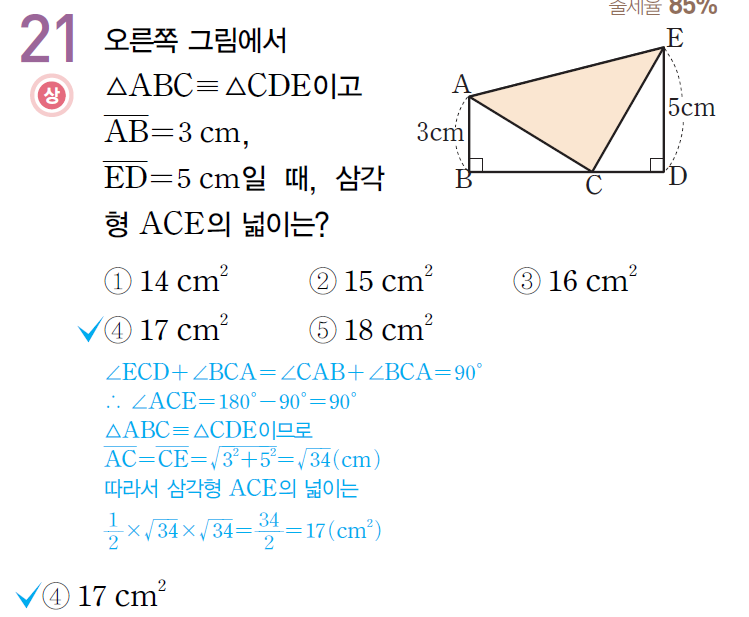 출제율 85%
21 오른쪽 그림에서
상
△ABC≡△CDE이고
\overline{AB}=3 cm,
\overline{ED}=5 cm일 때, 삼각
형 ACE의 넓이는?
A
B
C
D
E
3cm
5cm
① 14 cm² ② 15 cm² ③ 16 cm²
④ 17 cm² ⑤ 18 cm²
∠ECD+∠BCA=∠CAB+∠BCA=90°
∴ ∠ACE=180°-90°=90°
△ABC≡△CDE이므로
\overline{AC}=\overline{CE}=√(3²+5²)=√34(cm)
따라서 삼각형 ACE의 넓이는
1/2×√34×√34=34/2=17(cm²)
④ 17 cm²